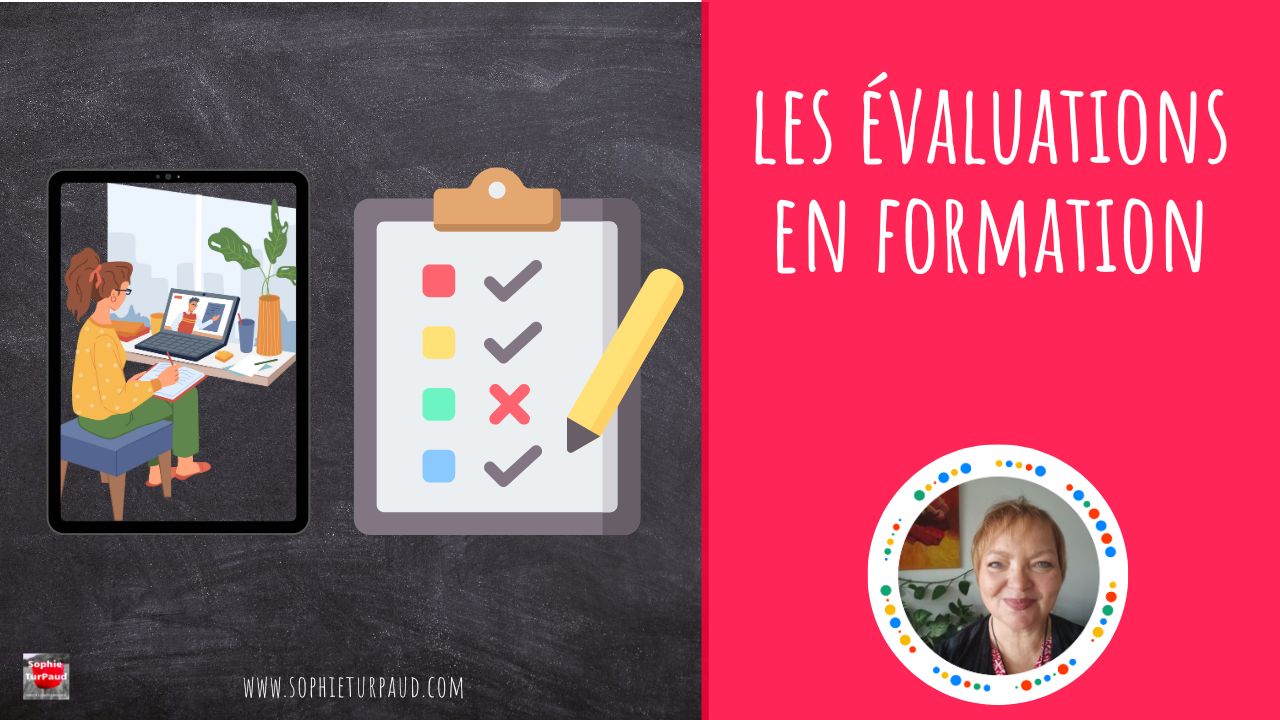 LES ÉVALUATIONS
EN FORMATION
Sophie
TurPaud
WWW.SOPHIETURPAUD.COM